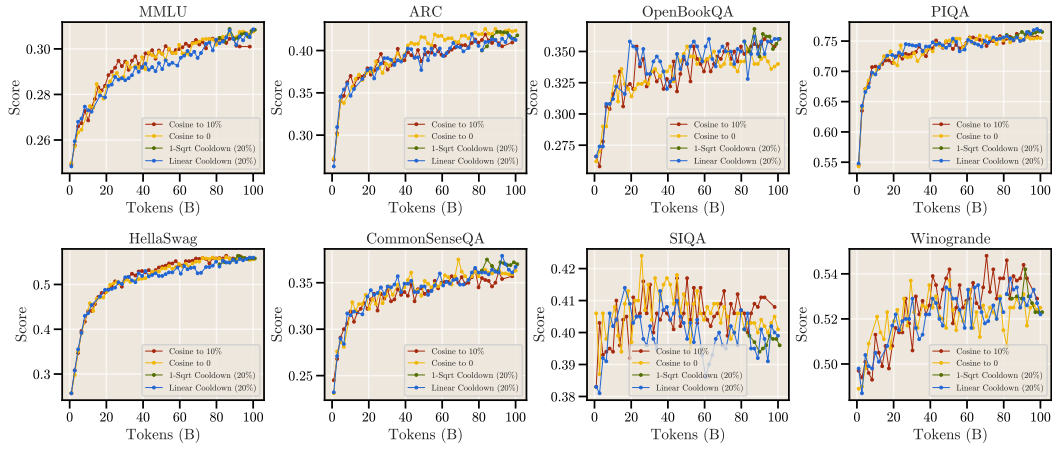 MMLU
Score
0.30
0.28
0.26
Cosine to 10%
Cosine to 0
1-Sqrt Cooldown (20%)
Linear Cooldown (20%)
0 20 40 60 80 100
Tokens (B)
ARC
Score
0.40
0.35
0.30
Cosine to 10%
Cosine to 0
1-Sqrt Cooldown (20%)
Linear Cooldown (20%)
0 20 40 60 80 100
Tokens (B)
OpenBookQA
Score
0.350
0.325
0.300
0.275
Cosine to 10%
Cosine to 0
1-Sqrt Cooldown (20%)
Linear Cooldown (20%)
0 20 40 60 80 100
Tokens (B)
PIQA
Score
0.75
0.70
0.65
0.60
0.55
Cosine to 10%
Cosine to 0
1-Sqrt Cooldown (20%)
Linear Cooldown (20%)
0 20 40 60 80 100
Tokens (B)
HellaSwag
Score
0.5
0.4
0.3
Cosine to 10%
Cosine to 0
1-Sqrt Cooldown (20%)
Linear Cooldown (20%)
0 20 40 60 80 100
Tokens (B)
CommonSenseQA
Score
0.35
0.30
0.25
Cosine to 10%
Cosine to 0
1-Sqrt Cooldown (20%)
Linear Cooldown (20%)
0 20 40 60 80 100
Tokens (B)
SIQA
Score
0.42
0.41
0.40
0.39
0.38
Cosine to 10%
Cosine to 0
1-Sqrt Cooldown (20%)
Linear Cooldown (20%)
0 20 40 60 80 100
Tokens (B)
Winogrande
Score
0.54
0.52
0.50
Cosine to 10%
Cosine to 0
1-Sqrt Cooldown (20%)
Linear Cooldown (20%)
0 20 40 60 80 100
Tokens (B)